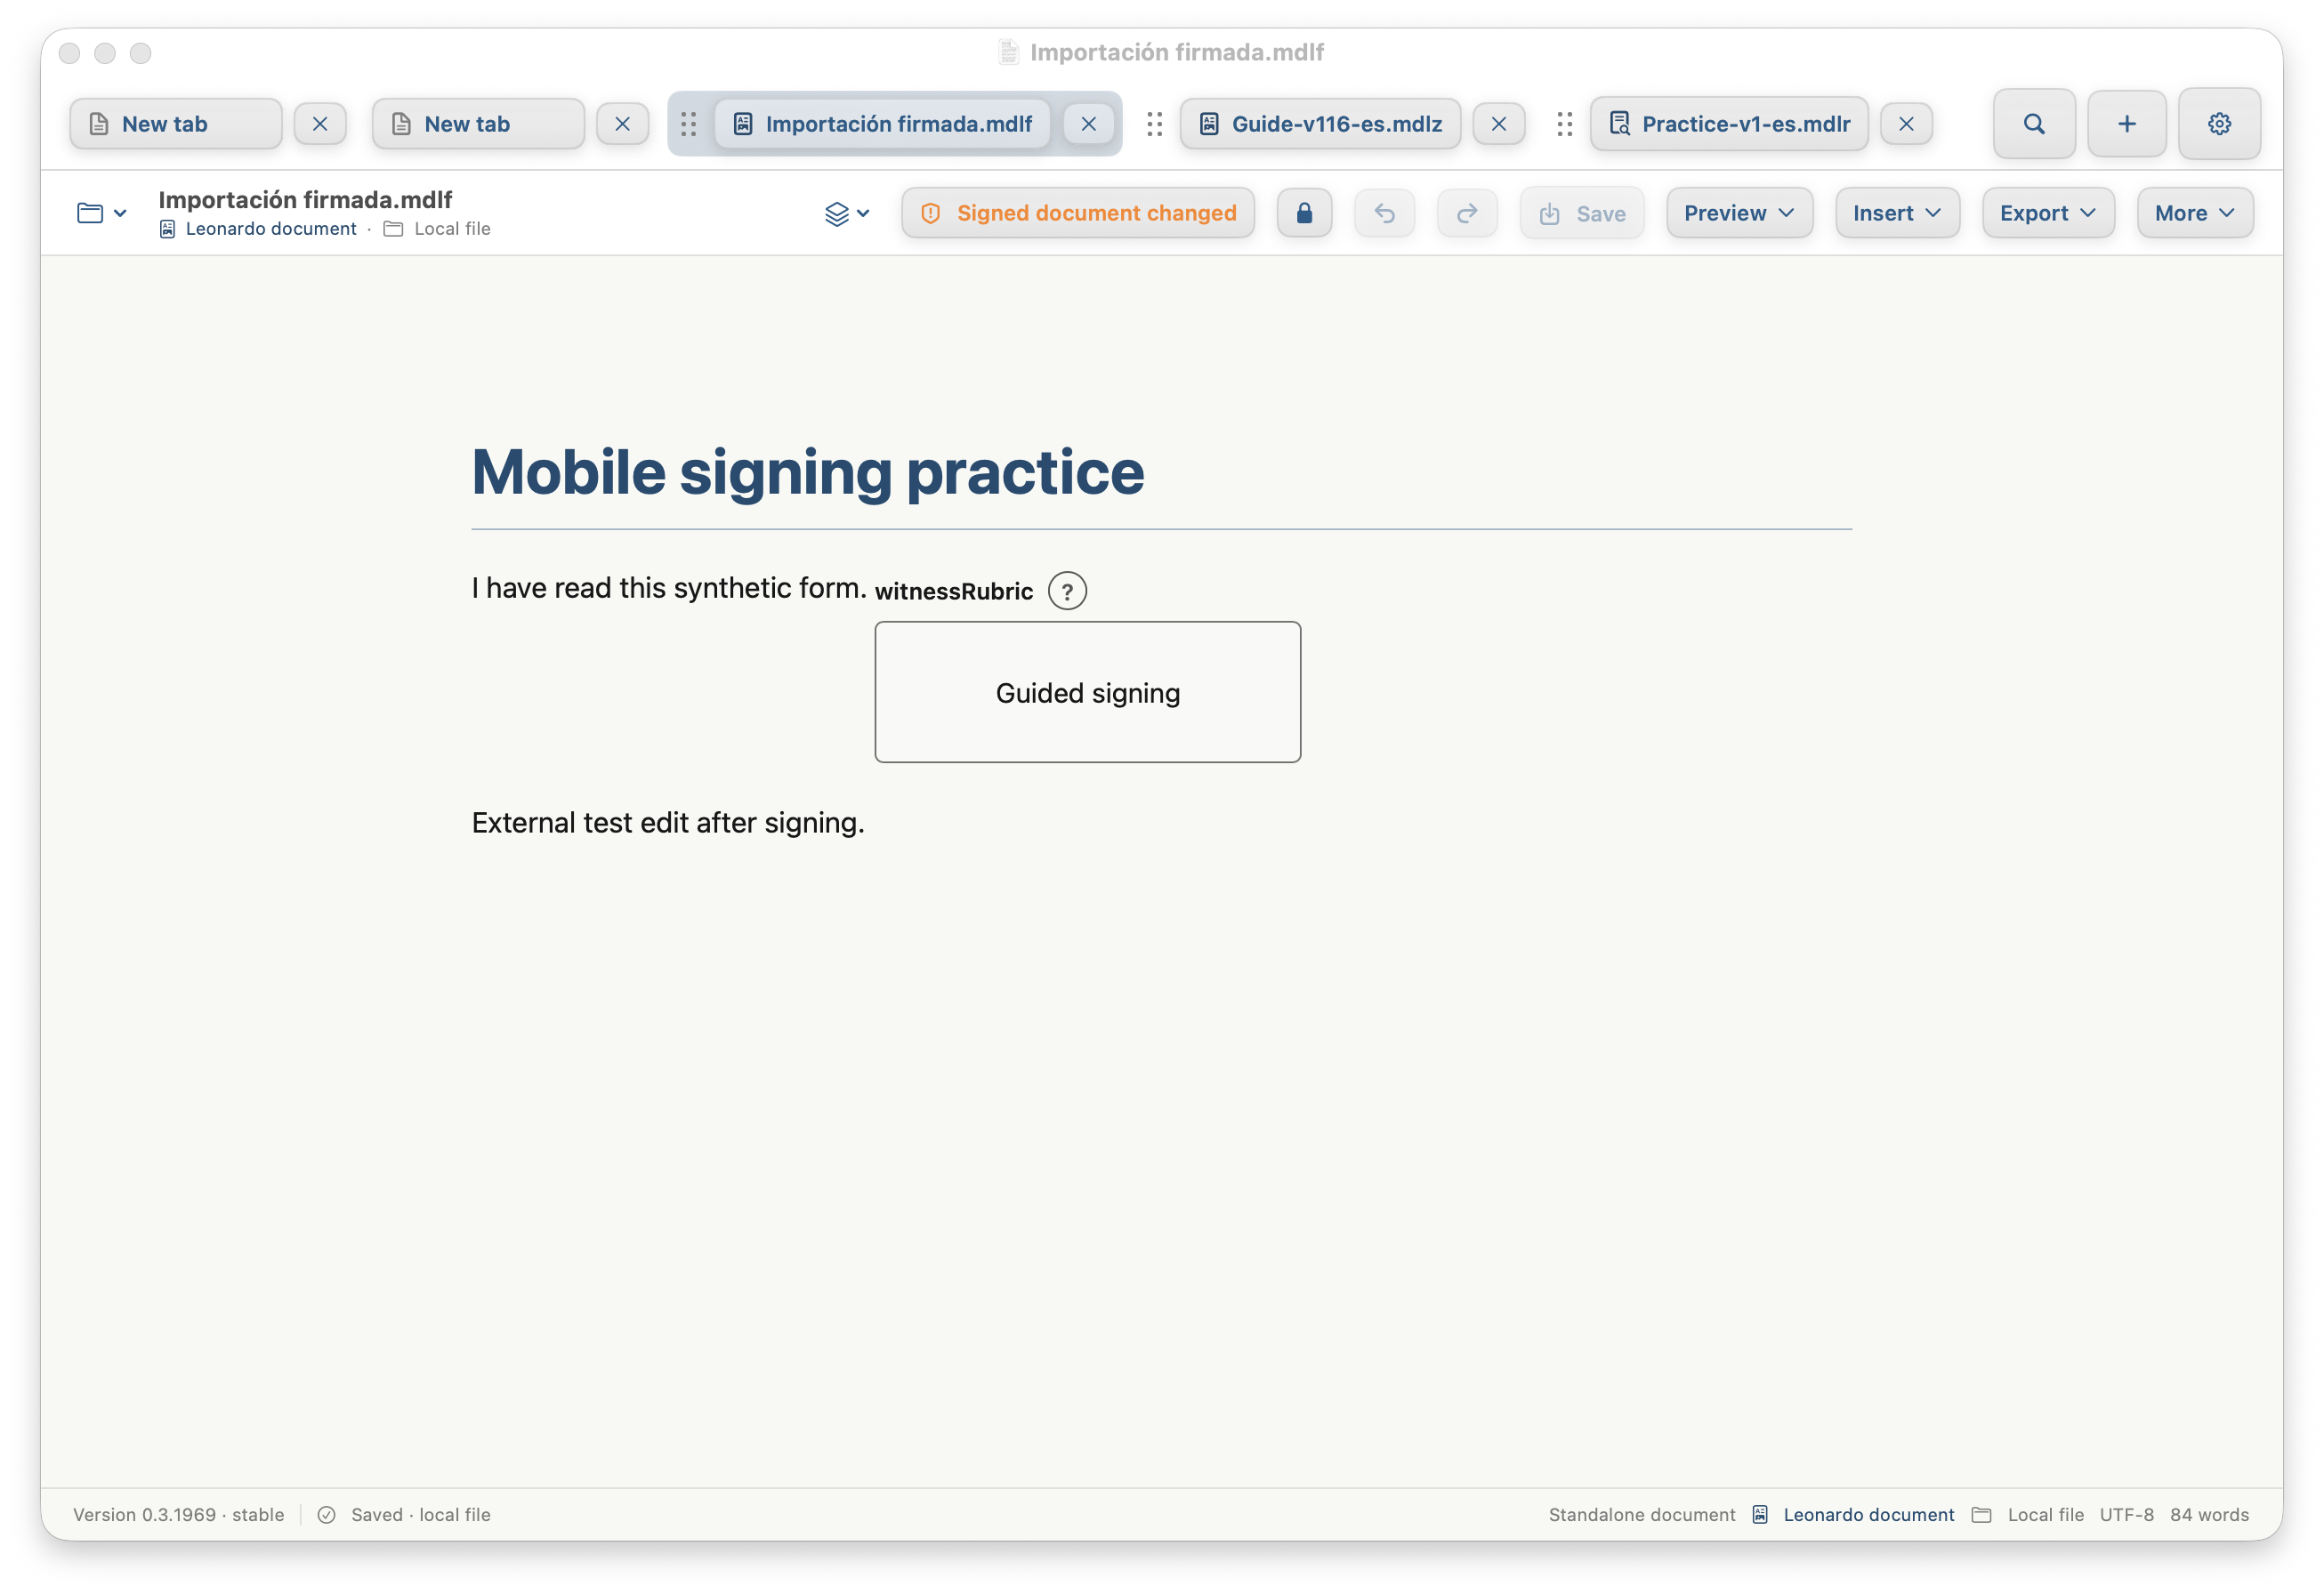 Importación firmada.mdlf
New tab
New tab
Importación firmada.mdlf
Guide-v116-es.mdlz
Practice-v1-es.mdlr
Importación firmada.mdlf
Leonardo document · Local file
Signed document changed
Save
Preview
Insert
Export
More
Mobile signing practice
I have read this synthetic form. witnessRubric ?
Guided signing
External test edit after signing.
Version 0.3.1969 · stable
Saved · local file
Standalone document
Leonardo document
Local file
UTF-8
84 words